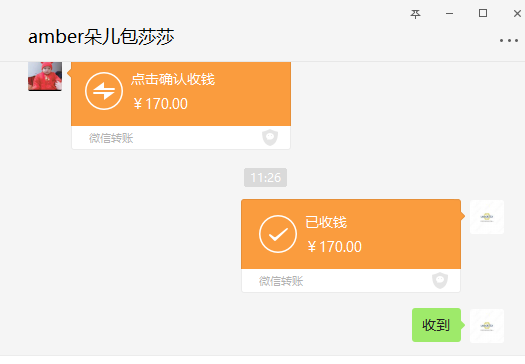 amber朵儿包莎莎
点击确认收钱
￥170.00
微信转账
11:26
已收钱
￥170.00
微信转账
收到